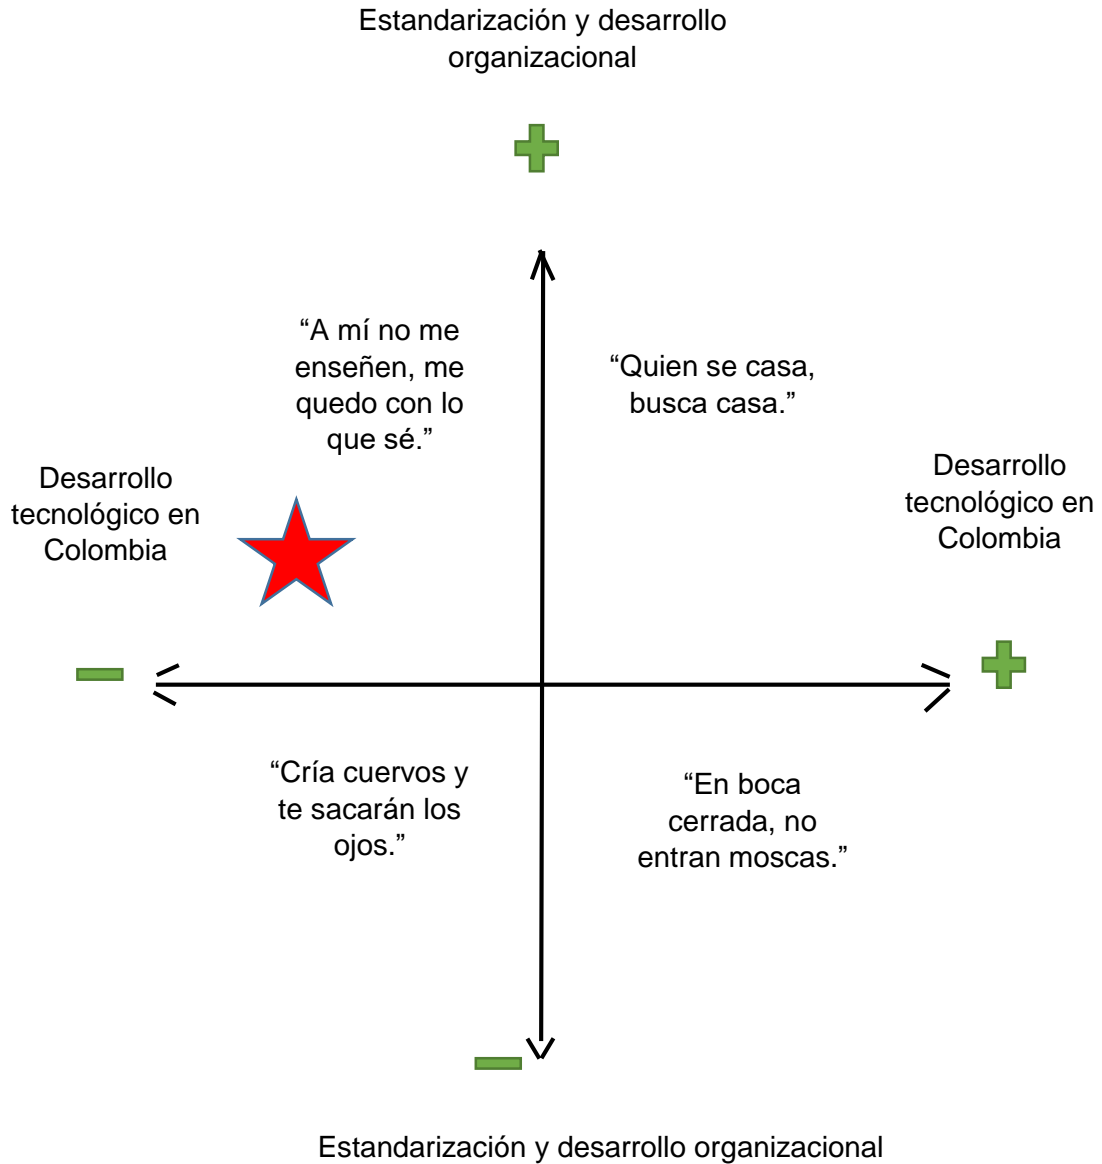 Estandarización y desarrollo
organizacional
“A mí no me
enseñen, me
quedo con lo
que sé.”
“Quien se casa,
busca casa.”
Desarrollo
tecnológico en
Colombia
Desarrollo
tecnológico en
Colombia
“Cría cuervos y
te sacarán los
ojos.”
“En boca
cerrada, no
entran moscas.”
Estandarización y desarrollo organizacional